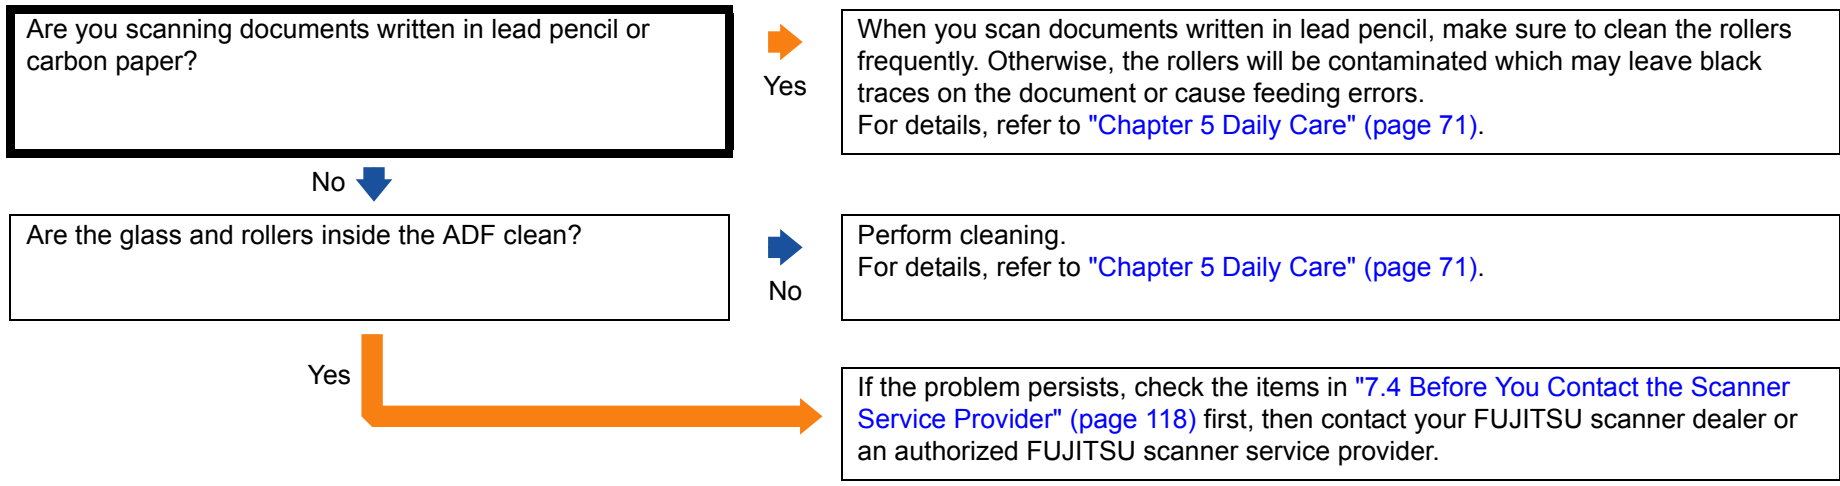 Are you scanning documents written in lead pencil or
carbon paper?
Yes
When you scan documents written in lead pencil, make sure to clean the rollers
frequently. Otherwise, the rollers will be contaminated which may leave black
traces on the document or cause feeding errors.
For details, refer to "Chapter 5 Daily Care" (page 71).
No
Are the glass and rollers inside the ADF clean?
No
Perform cleaning.
For details, refer to "Chapter 5 Daily Care" (page 71).
Yes
If the problem persists, check the items in "7.4 Before You Contact the Scanner
Service Provider" (page 118) first, then contact your FUJITSU scanner dealer or
an authorized FUJITSU scanner service provider.